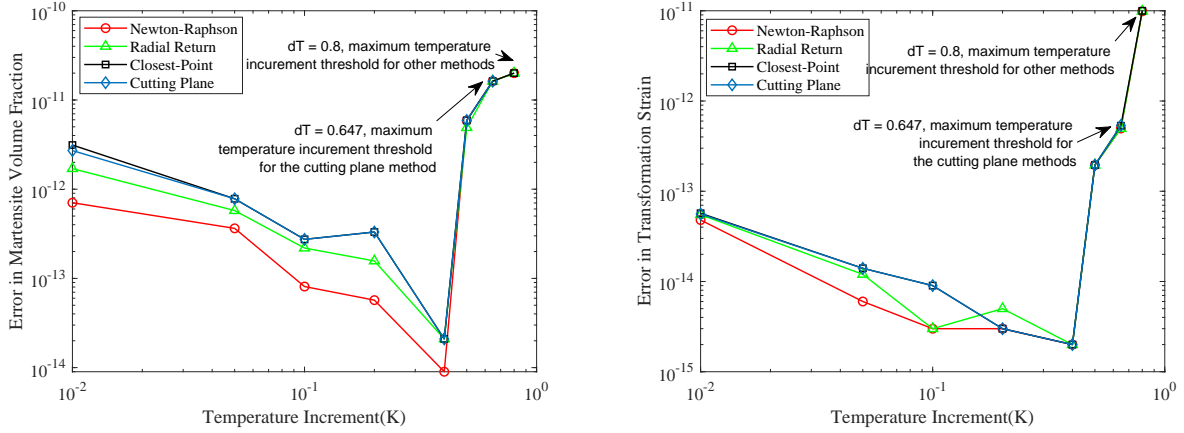 10^-10
10^-11
10^-12
10^-13
10^-14
Error in Martensite Volume Fraction
Newton-Raphson
Radial Return
Closest-Point
Cutting Plane
dT = 0.8, maximum temperature
incurement threshold for other methods
dT = 0.647, maximum
temperature incurement threshold
for the cutting plane method
10^-2
10^-1
10^0
Temperature Increment(K)
10^-11
10^-12
10^-13
10^-14
10^-15
Error in Transformation Strain
Newton-Raphson
Radial Return
Closest-Point
Cutting Plane
dT = 0.8, maximum temperature
incurement threshold for other methods
dT = 0.647, maximum temperature
incurement threshold for
the cutting plane methods
10^-2
10^-1
10^0
Temperature Increment(K)